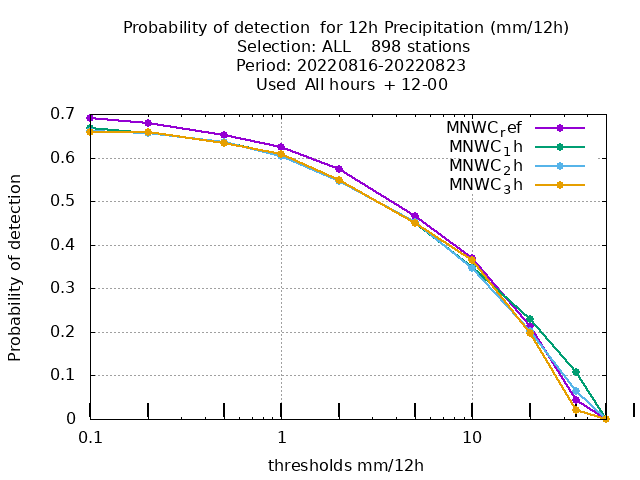 Probability of detection  for 12h Precipitation (mm/12h)
Selection: ALL    898 stations
Period: 20220816-20220823
Used  All hours  + 12-00
MNWC_ref
MNWC_1h
MNWC_2h
MNWC_3h
Probability of detection
0.7
0.6
0.5
0.4
0.3
0.2
0.1
0
0.1 1 10
thresholds mm/12h